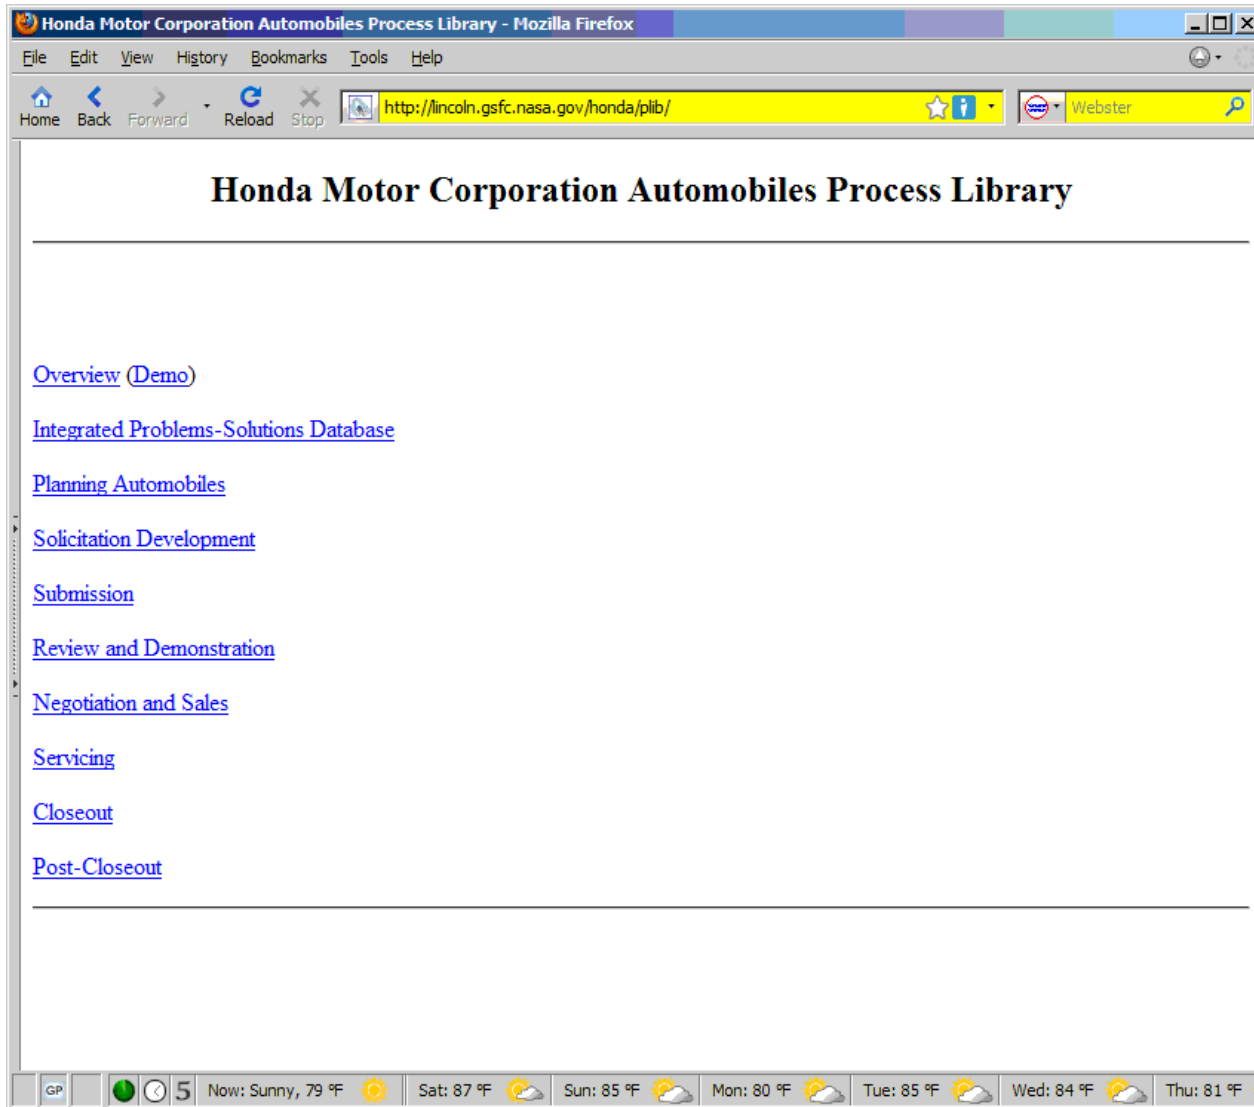 Honda Motor Corporation Automobiles Process Library - Mozilla Firefox
File Edit View History Bookmarks Tools Help
Home Back Forward Reload Stop http://lincoln.gsfc.nasa.gov/honda/plib/ Webster
Honda Motor Corporation Automobiles Process Library
Overview (Demo)
Integrated Problems-Solutions Database
Planning Automobiles
Solicitation Development
Submission
Review and Demonstration
Negotiation and Sales
Servicing
Closeout
Post-Closeout
GP 5 Now: Sunny, 79 °F Sat: 87 °F Sun: 85 °F Mon: 80 °F Tue: 85 °F Wed: 84 °F Thu: 81 °F